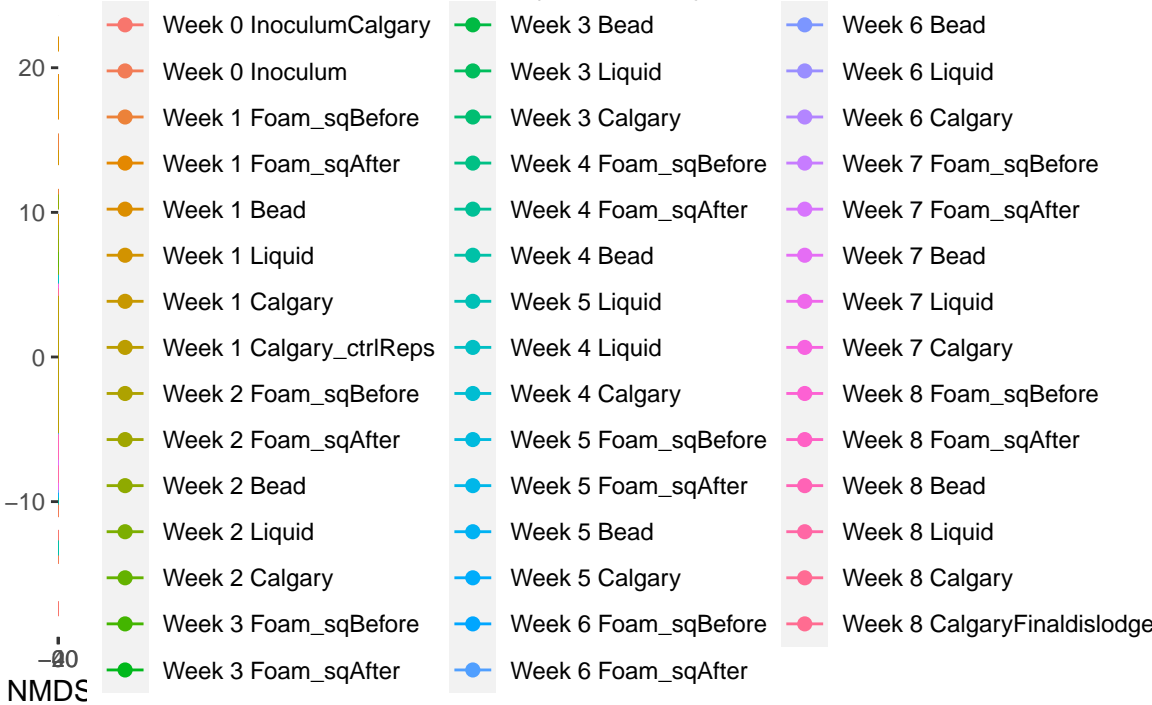 20
10
0
−10
NMDS
Week 0 InoculumCalgary
Week 0 Inoculum
Week 1 Foam_sqBefore
Week 1 Foam_sqAfter
Week 1 Bead
Week 1 Liquid
Week 1 Calgary
Week 1 Calgary_ctrlReps
Week 2 Foam_sqBefore
Week 2 Foam_sqAfter
Week 2 Bead
Week 2 Liquid
Week 2 Calgary
Week 3 Foam_sqBefore
Week 3 Foam_sqAfter
Week 3 Bead
Week 3 Liquid
Week 3 Calgary
Week 4 Foam_sqBefore
Week 4 Foam_sqAfter
Week 4 Bead
Week 5 Liquid
Week 4 Liquid
Week 4 Calgary
Week 5 Foam_sqBefore
Week 5 Foam_sqAfter
Week 5 Bead
Week 5 Calgary
Week 6 Foam_sqBefore
Week 6 Foam_sqAfter
Week 6 Bead
Week 6 Liquid
Week 6 Calgary
Week 7 Foam_sqBefore
Week 7 Foam_sqAfter
Week 7 Bead
Week 7 Liquid
Week 7 Calgary
Week 8 Foam_sqBefore
Week 8 Foam_sqAfter
Week 8 Bead
Week 8 Liquid
Week 8 Calgary
Week 8 CalgaryFinaldislodge